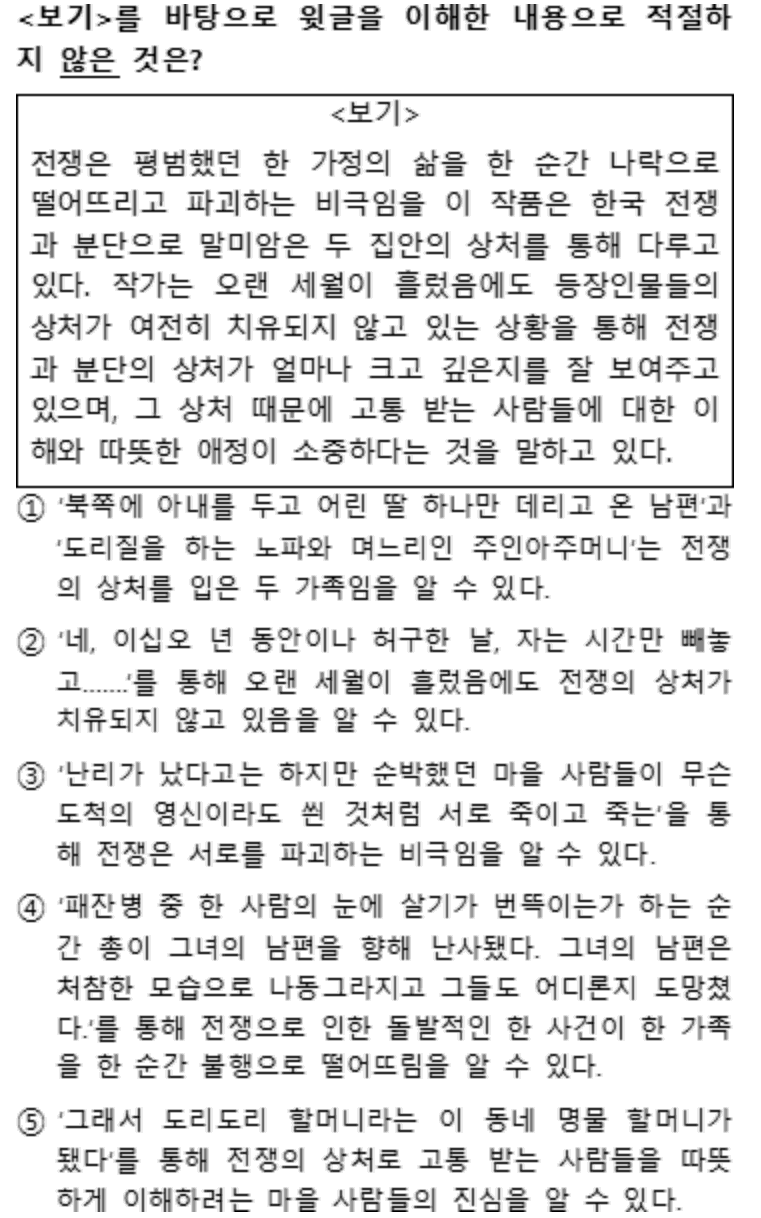 <보기>를 바탕으로 윗글을 이해한 내용으로 적절하
지 않은 것은?
<보기>
전쟁은 평범했던 한 가정의 삶을 한 순간 나락으로
떨어뜨리고 파괴하는 비극임을 이 작품은 한국 전쟁
과 분단으로 말미암은 두 집안의 상처를 통해 다루고
있다. 작가는 오랜 세월이 흘렀음에도 등장인물들의
상처가 여전히 치유되지 않고 있는 상황을 통해 전쟁
과 분단의 상처가 얼마나 크고 깊은지를 잘 보여주고
있으며, 그 상처 때문에 고통 받는 사람들에 대한 이
해와 따뜻한 애정이 소중하다는 것을 말하고 있다.
① '북쪽에 아내를 두고 어린 딸 하나만 데리고 온 남편'과
'도리질을 하는 노파와 며느리인 주인아주머니'는 전쟁
의 상처를 입은 두 가족임을 알 수 있다.
② '네, 이십오 년 동안이나 허구한 날, 자는 시간만 빼놓
고.......'를 통해 오랜 세월이 흘렀음에도 전쟁의 상처가
치유되지 않고 있음을 알 수 있다.
③ '난리가 났다고는 하지만 순박했던 마을 사람들이 무슨
도척의 영신이라도 씐 것처럼 서로 죽이고 죽는'을 통
해 전쟁은 서로를 파괴하는 비극임을 알 수 있다.
④ '패잔병 중 한 사람의 눈에 살기가 번뜩이는가 하는 순
간 총이 그녀의 남편을 향해 난사됐다. 그녀의 남편은
처참한 모습으로 나동그라지고 그들도 어디론지 도망쳤
다.'를 통해 전쟁으로 인한 돌발적인 한 사건이 한 가족
을 한 순간 불행으로 떨어뜨림을 알 수 있다.
⑤ '그래서 도리도리 할머니라는 이 동네 명물 할머니가
됐다'를 통해 전쟁의 상처로 고통 받는 사람들을 따뜻
하게 이해하려는 마을 사람들의 진심을 알 수 있다.